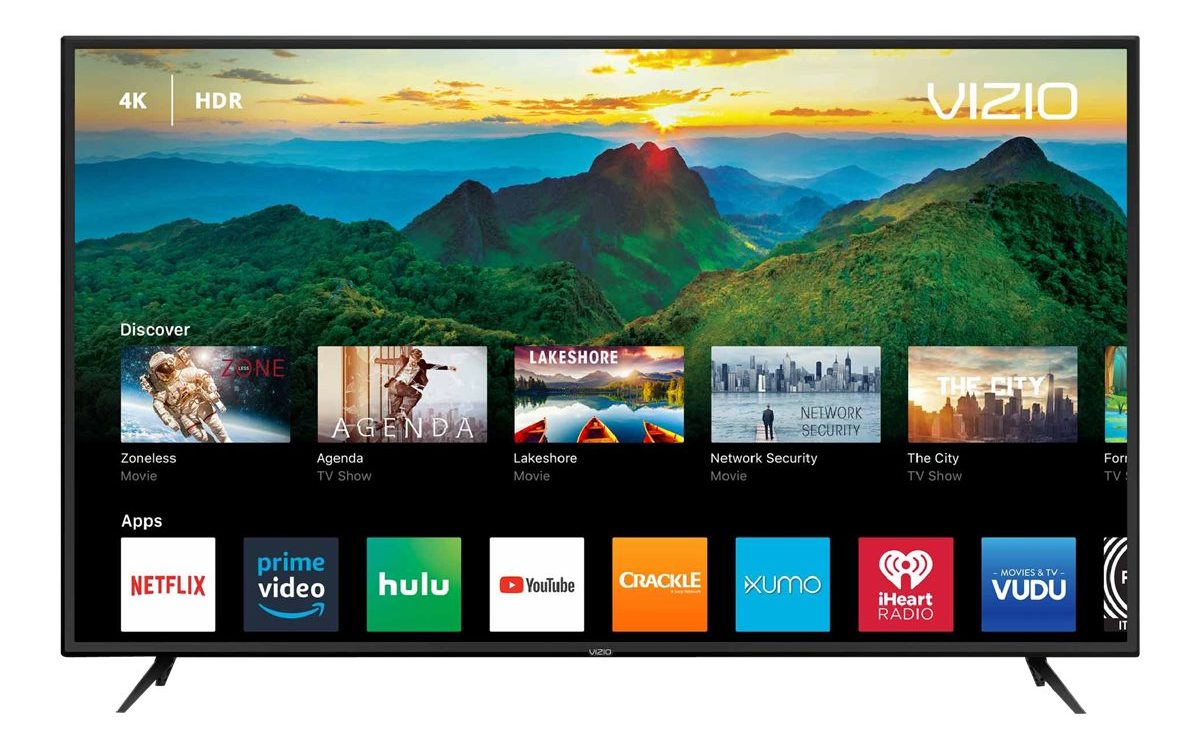 4K | HDR
VIZIO
Discover
ZONE
LESS
AGENDA
LAKESHORE
NETWORK
SECURITY
THE CITY
Zoneless
Movie
Agenda
TV Show
Lakeshore
Movie
Network Security
Movie
The City
TV Show
Apps
NETFLIX
prime
video
hulu
YouTube
CRACKLE
XUMO
iHeart
RADIO
- MOVIES & TV -
VUDU
VIZIO